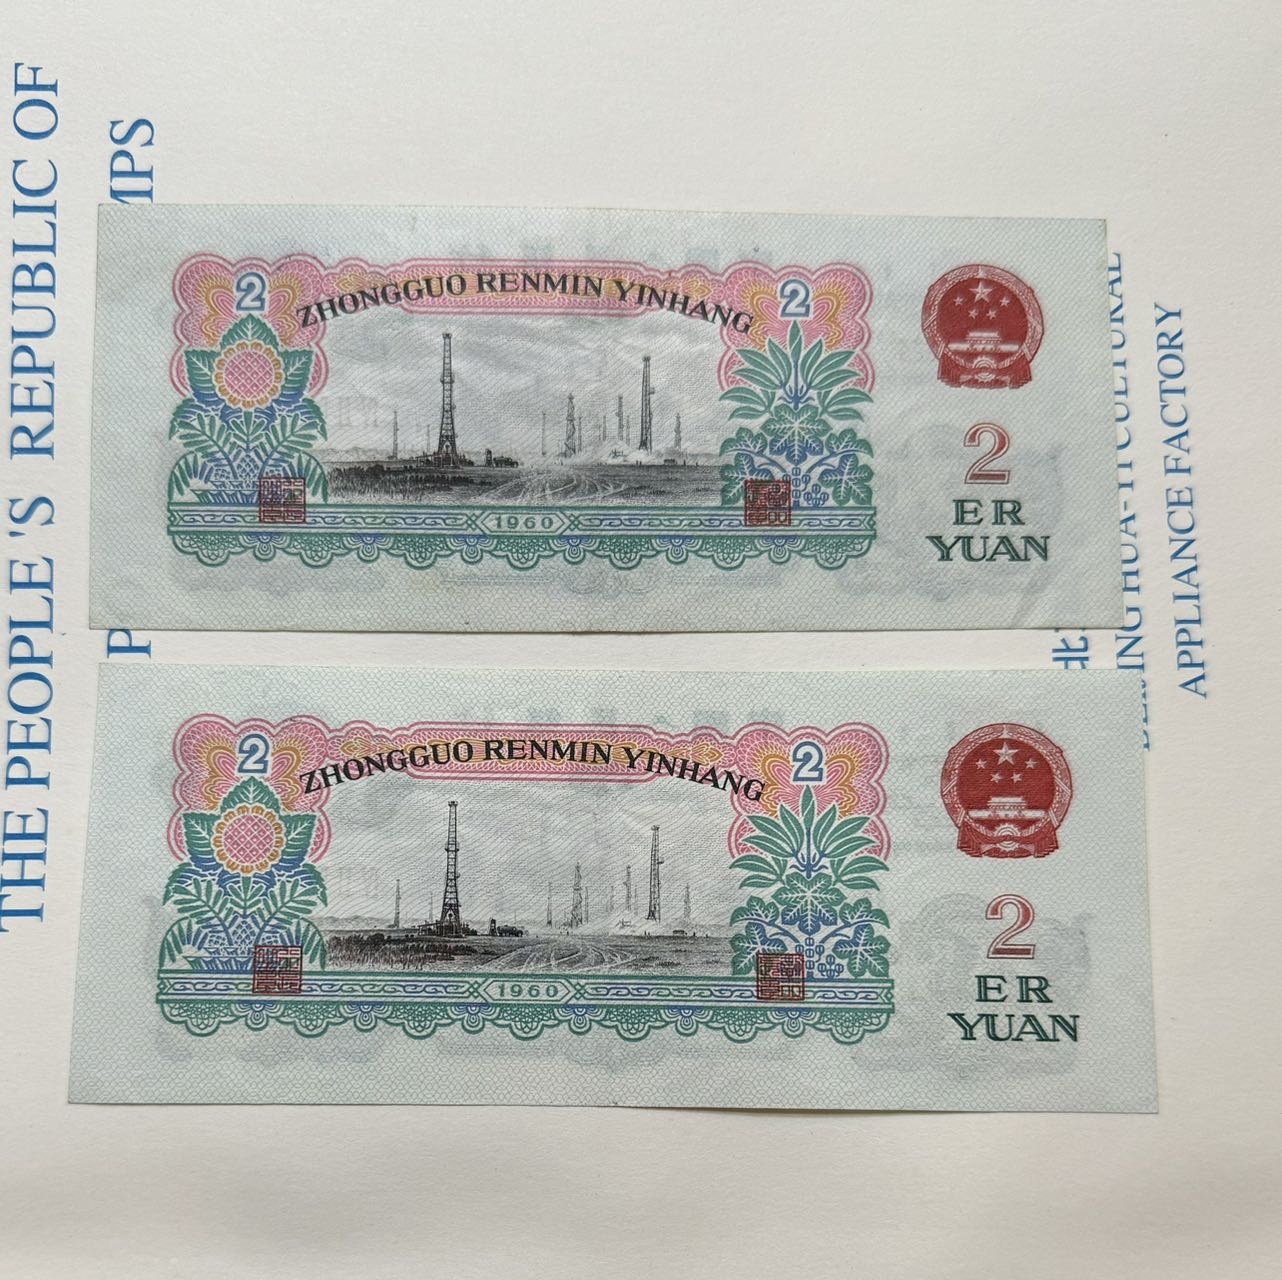 THE PEOPLE'S REPUBLIC OF
MPS
P
2
ZHONGGUO RENMIN YINHANG
2
2
ER
YUAN
1960
2
ZHONGGUO RENMIN YINHANG
2
2
ER
YUAN
1960
北
APPLIANCE FACTORY